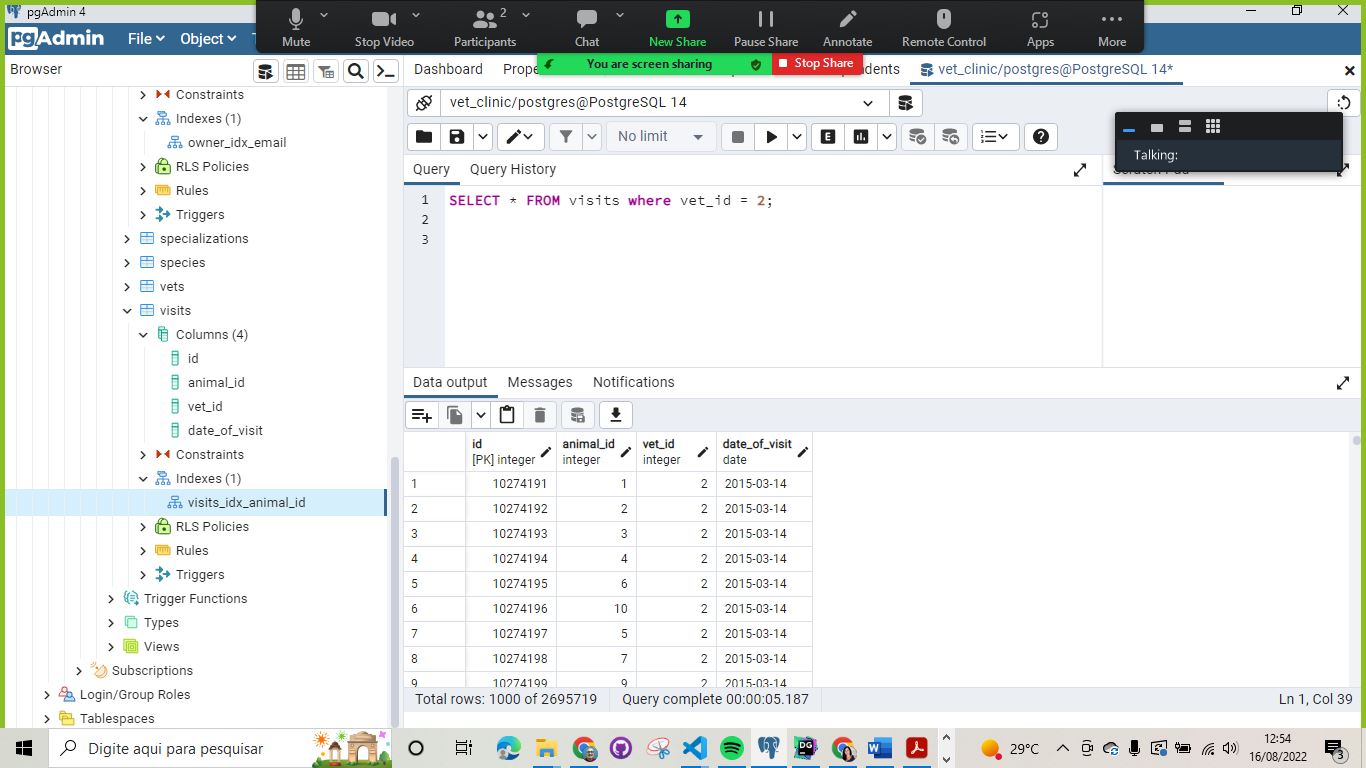 pgAdmin 4
Mute
Stop Video
2
Participants
Chat
New Share
Pause Share
Annotate
Remote Control
Apps
More
pgAdmin
File
Object
You are screen sharing
Stop Share
Browser
Dashboard
vet_clinic/postgres@PostgreSQL 14*
vet_clinic/postgres@PostgreSQL 14
No limit
E
Talking:
Query
Query History
1
SELECT * FROM visits where vet_id = 2;
2
3
Constraints
Indexes (1)
owner_idx_email
RLS Policies
Rules
Triggers
specializations
species
vets
visits
Columns (4)
id
animal_id
vet_id
date_of_visit
Constraints
Indexes (1)
visits_idx_animal_id
RLS Policies
Rules
Triggers
Trigger Functions
Types
Views
Subscriptions
Login/Group Roles
Tablespaces
Data output
Messages
Notifications
id animal_id vet_id date_of_visit
[PK] integer integer integer date
1 10274191 1 2 2015-03-14
2 10274192 2 2 2015-03-14
3 10274193 3 2 2015-03-14
4 10274194 4 2 2015-03-14
5 10274195 6 2 2015-03-14
6 10274196 10 2 2015-03-14
7 10274197 5 2 2015-03-14
8 10274198 7 2 2015-03-14
9 10274199 9 2 2015-03-14
Total rows: 1000 of 2695719
Query complete 00:00:05.187
Ln 1, Col 39
Digite aqui para pesquisar
29°C
12:54
16/08/2022
3